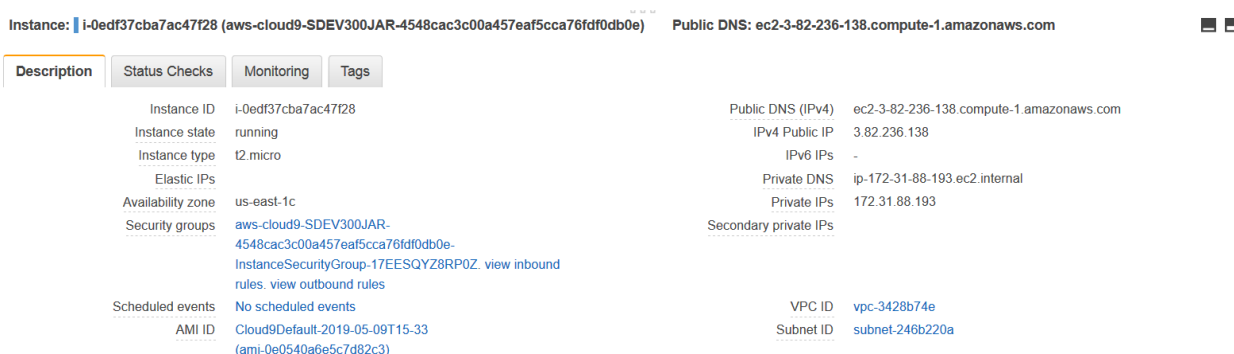 Instance: i-0edf37cba7ac47f28 (aws-cloud9-SDEV300JAR-4548cac3c00a457eaf5cca76fdf0db0e) Public DNS: ec2-3-82-236-138.compute-1.amazonaws.com
Description Status Checks Monitoring Tags
Instance ID i-0edf37cba7ac47f28 Public DNS (IPv4) ec2-3-82-236-138.compute-1.amazonaws.com
Instance state running IPv4 Public IP 3.82.236.138
Instance type t2.micro IPv6 IPs -
Elastic IPs Private DNS ip-172-31-88-193.ec2.internal
Availability zone us-east-1c Private IPs 172.31.88.193
Security groups aws-cloud9-SDEV300JAR- Secondary private IPs
4548cac3c00a457eaf5cca76fdf0db0e-
InstanceSecurityGroup-17EESQYZ8RP0Z. view inbound
rules. view outbound rules
Scheduled events No scheduled events VPC ID vpc-3428b74e
AMI ID Cloud9Default-2019-05-09T15-33 Subnet ID subnet-246b220a
(ami-0e0540a6e5c7d82c3)